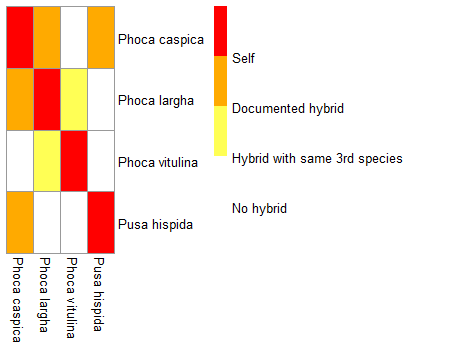 Phoca caspica
Phoca largha
Phoca vitulina
Pusa hispida
Self
Documented hybrid
Hybrid with same 3rd species
No hybrid
Phoca caspica
Phoca largha
Phoca vitulina
Pusa hispida